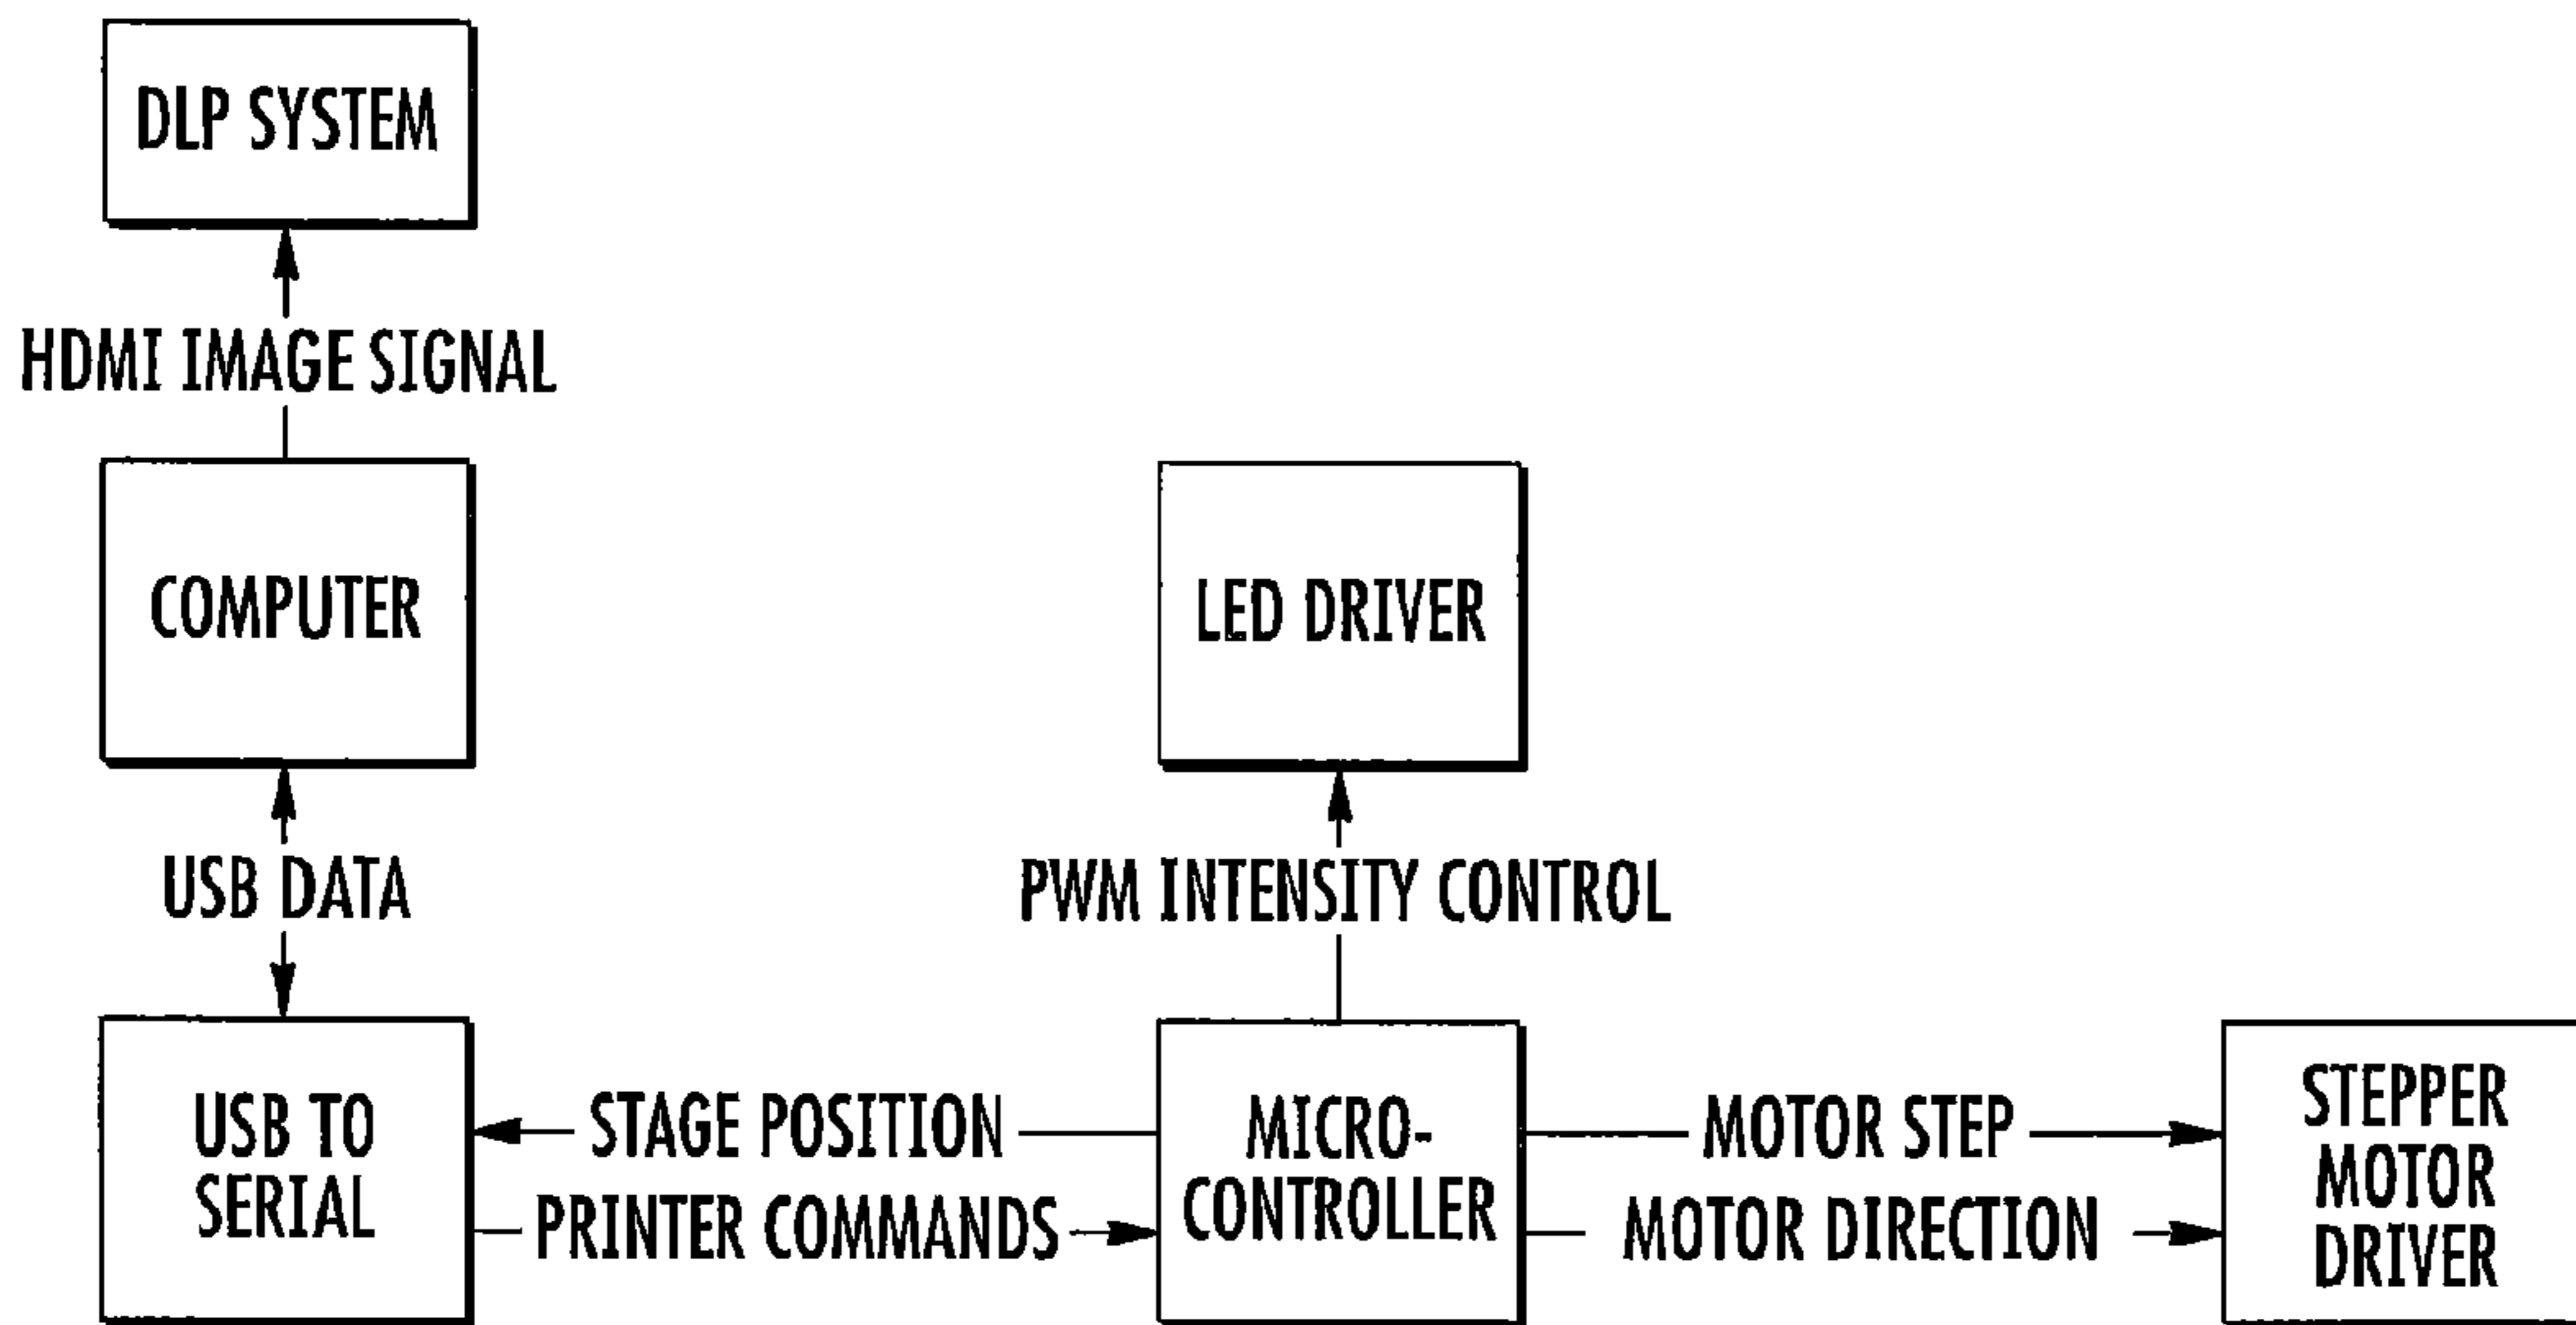 DLP SYSTEM
HDMI IMAGE SIGNAL
COMPUTER
LED DRIVER
USB DATA
PWM INTENSITY CONTROL
USB TO
SERIAL
STAGE POSITION
PRINTER COMMANDS
MICRO-
CONTROLLER
MOTOR STEP
MOTOR DIRECTION
STEPPER
MOTOR
DRIVER